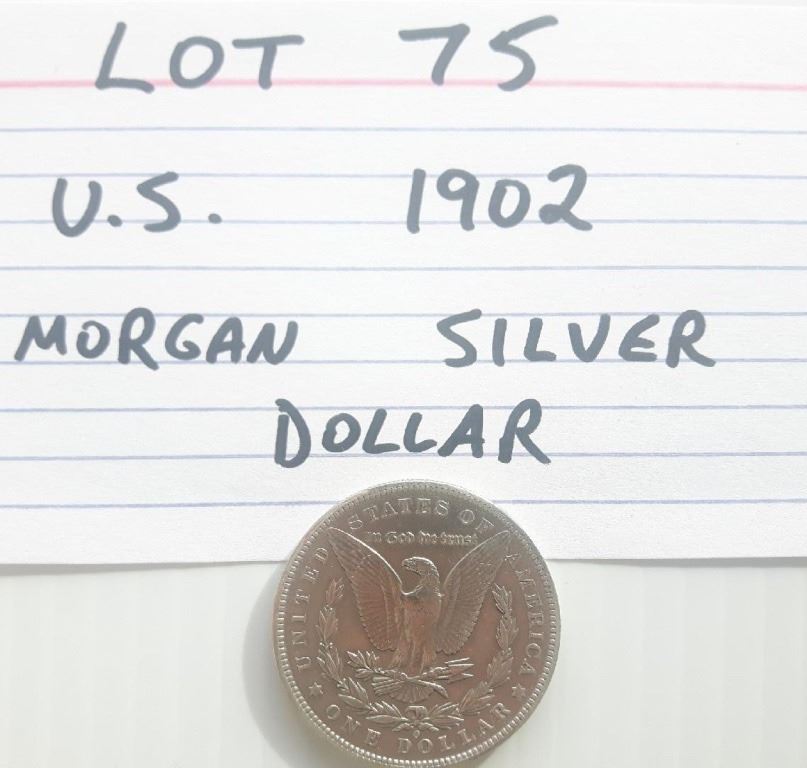 LOT 75
U.S. 1902
MORGAN SILVER
DOLLAR
UNITED STATES OF AMERICA
In God we trust
O
ONE DOLLAR